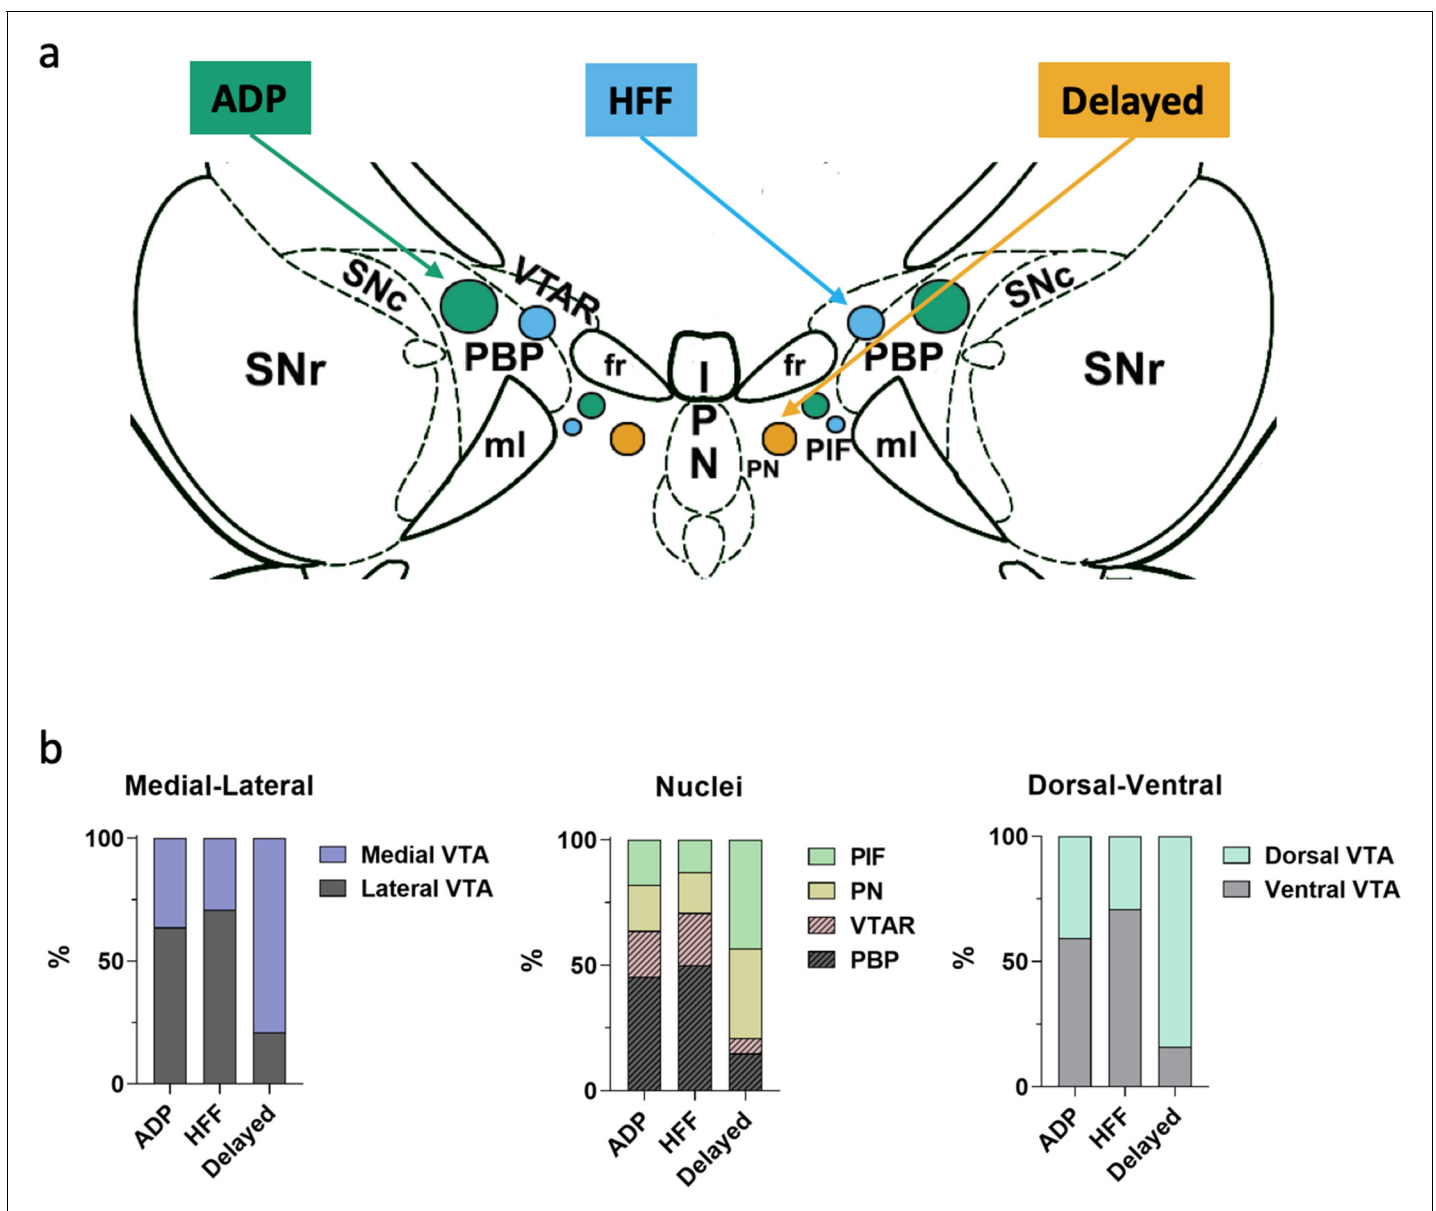 a
ADP
HFF
Delayed
SNc
VTAR
SNc
SNr
PBP
fr
I
fr
PBP
SNr
P
ml
N
PN
PIF
ml
b
Medial-Lateral
100
50
0
%
ADP
HFF
Delayed
Medial VTA
Lateral VTA
Nuclei
100
50
0
%
ADP
HFF
Delayed
PIF
PN
VTAR
PBP
Dorsal-Ventral
100
50
0
%
ADP
HFF
Delayed
Dorsal VTA
Ventral VTA